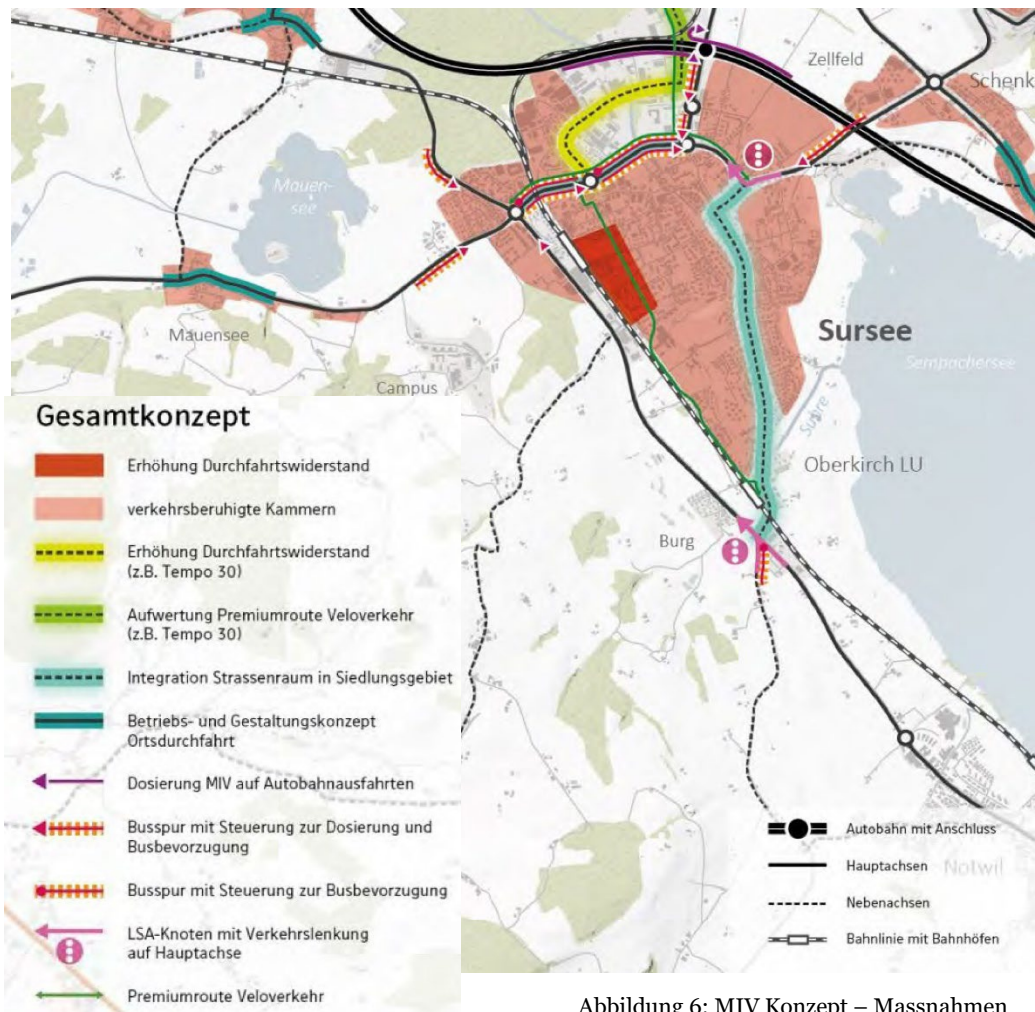 Zellfeld
Schenk
Mauen-
see
Mauensee
Campus
Sursee
Sempachersee
Suhre
Oberkirch LU
Burg
Notwil
Gesamtkonzept
Erhöhung Durchfahrtswiderstand
verkehrsberuhigte Kammern
Erhöhung Durchfahrtswiderstand
(z.B. Tempo 30)
Aufwertung Premiumroute Veloverkehr
(z.B. Tempo 30)
Integration Strassenraum in Siedlungsgebiet
Betriebs- und Gestaltungskonzept
Ortsdurchfahrt
Dosierung MIV auf Autobahnausfahrten
Busspur mit Steuerung zur Dosierung und
Busbevorzugung
Busspur mit Steuerung zur Busbevorzugung
LSA-Knoten mit Verkehrslenkung
auf Hauptachse
Premiumroute Veloverkehr
Autobahn mit Anschluss
Hauptachsen
Nebenachsen
Bahnlinie mit Bahnhöfen
Abbildung 6: MIV Konzept – Massnahmen